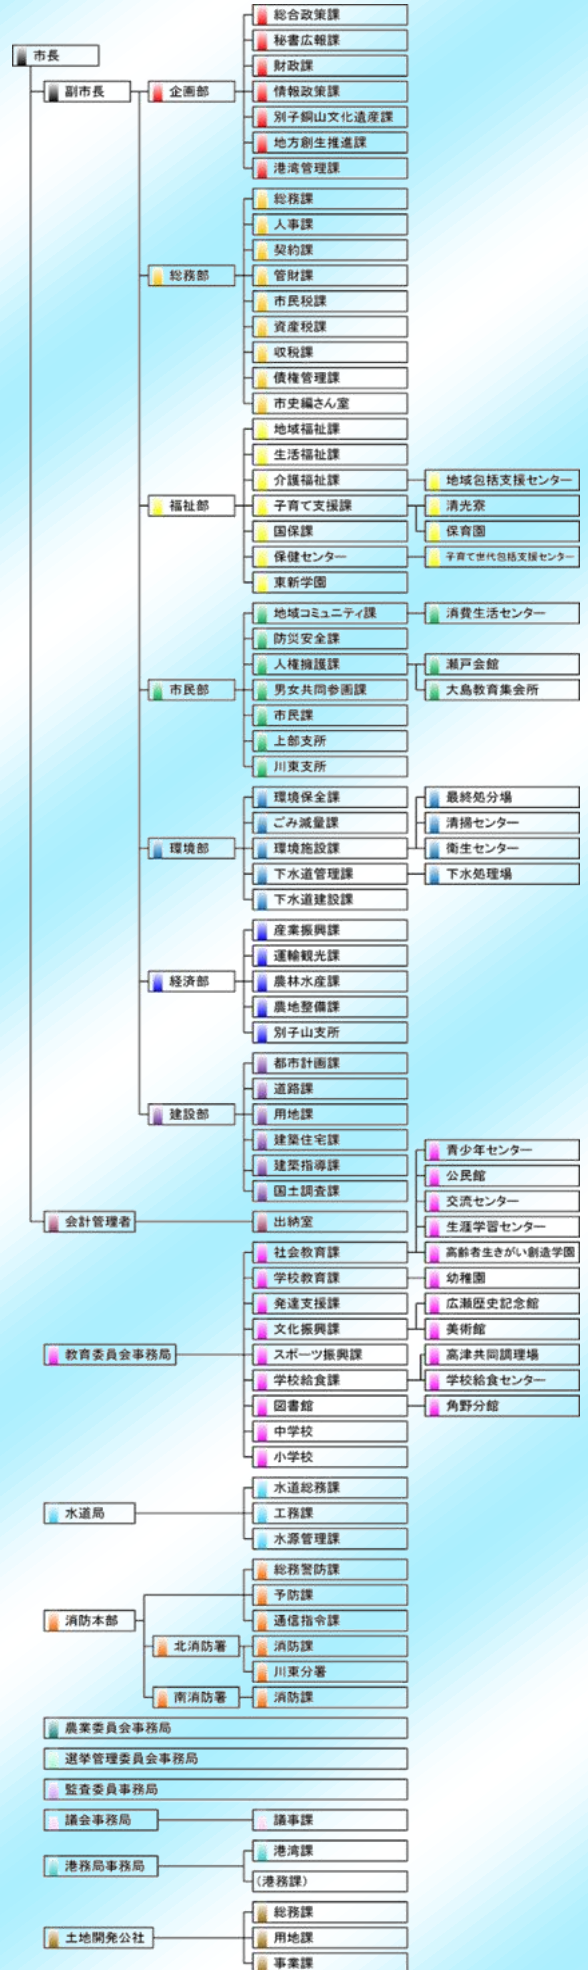 市長
副市長
企画部
総合政策課
秘書広報課
財政課
情報政策課
別子銅山文化遺産課
地方創生推進課
港湾管理課
総務部
総務課
人事課
契約課
管財課
市民税課
資産税課
収税課
債権管理課
市史編さん室
福祉部
地域福祉課
生活福祉課
介護福祉課
地域包括支援センター
子育て支援課
清光寮
保育園
国保課
保健センター
子育て世代包括支援センター
東新学園
市民部
地域コミュニティ課
消費生活センター
防災安全課
人権擁護課
瀬戸会館
大島教育集会所
男女共同参画課
市民課
上部支所
川東支所
環境部
環境保全課
ごみ減量課
環境施設課
最終処分場
清掃センター
衛生センター
下水道管理課
下水処理場
下水道建設課
経済部
産業振興課
運輸観光課
農林水産課
農地整備課
別子山支所
建設部
都市計画課
道路課
用地課
建築住宅課
建築指導課
国土調査課
会計管理者
出納室
教育委員会事務局
社会教育課
青少年センター
公民館
交流センター
生涯学習センター
高齢者生きがい創造学園
学校教育課
幼稚園
発達支援課
文化振興課
広瀬歴史記念館
美術館
スポーツ振興課
学校給食課
高津共同調理場
学校給食センター
図書館
角野分館
中学校
小学校
水道局
水道総務課
工務課
水源管理課
消防本部
総務警防課
予防課
通信指令課
北消防署
消防課
川東分署
南消防署
消防課
農業委員会事務局
選挙管理委員会事務局
監査委員事務局
議会事務局
議事課
港務局事務局
港湾課
(港務課)
土地開発公社
総務課
用地課
事業課